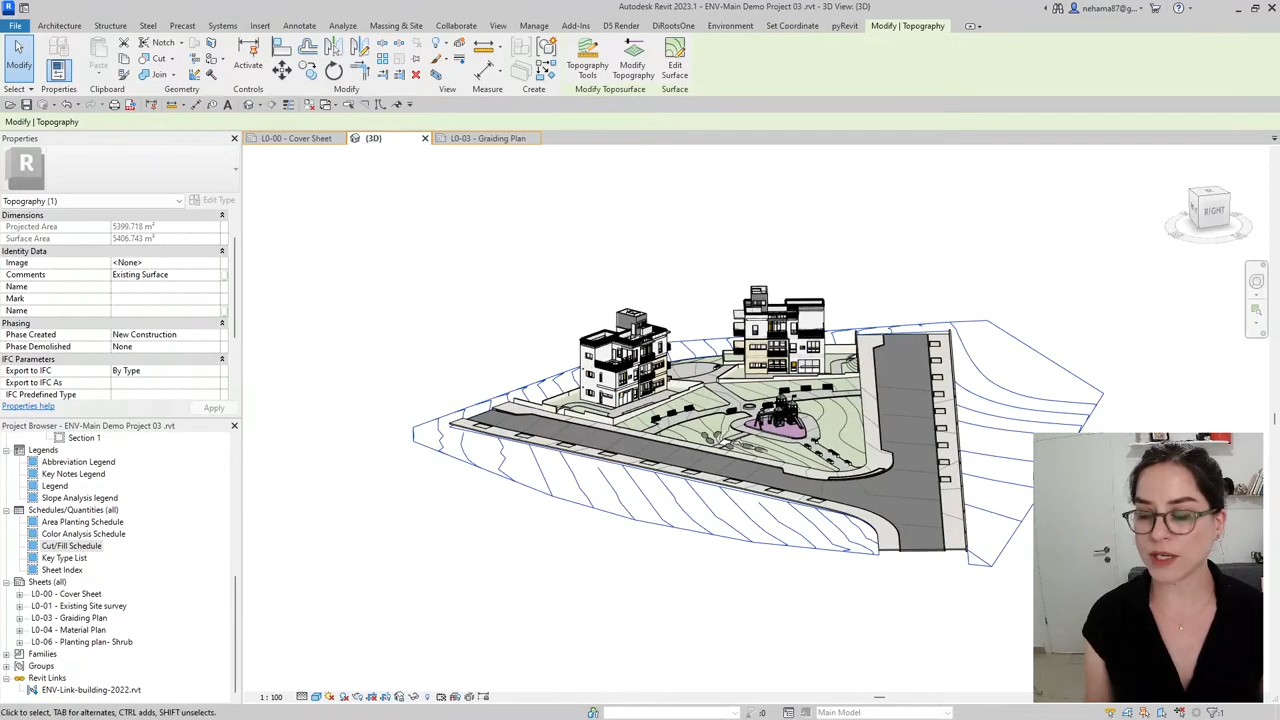 Autodesk Revit 2023.1 - ENV-Main Demo Project 03 .rvt - 3D View: {3D}
nehama87@g...
File Architecture Structure Steel Precast Systems Insert Annotate Analyze Massing & Site Collaborate View Manage Add-Ins D5 Render DiRootsOne Environment Set Coordinate pyRevit Modify | Topography
Notch
Cut
Join
Modify Paste Activate Topography Tools Modify Topography Edit Surface
Select Properties Clipboard Geometry Controls Modify View Measure Create Modify Toposurface Surface
Modify | Topography
Properties
L0-00 - Cover Sheet {3D} L0-03 - Graiding Plan
R
Topography (1) Edit Type
Dimensions
Projected Area 5399.718 m²
Surface Area 5406.743 m²
Identity Data
Image <None>
Comments Existing Surface
Name
Mark
Name
Phasing
Phase Created New Construction
Phase Demolished None
IFC Parameters
Export to IFC By Type
Export to IFC As
IFC Predefined Type
Properties help Apply
RIGHT
Project Browser - ENV-Main Demo Project 03 .rvt
Section 1
Legends
Abbreviation Legend
Key Notes Legend
Legend
Slope Analysis legend
Schedules/Quantities (all)
Area Planting Schedule
Color Analysis Schedule
Cut/Fill Schedule
Key Type List
Sheet Index
Sheets (all)
L0-00 - Cover Sheet
L0-01 - Existing Site survey
L0-03 - Graiding Plan
L0-04 - Material Plan
L0-06 - Planting plan- Shrub
Families
Groups
Revit Links
ENV-Link-building-2022.rvt
1 : 100
Click to select, TAB for alternates, CTRL adds, SHIFT unselects.
:0
Main Model
:1